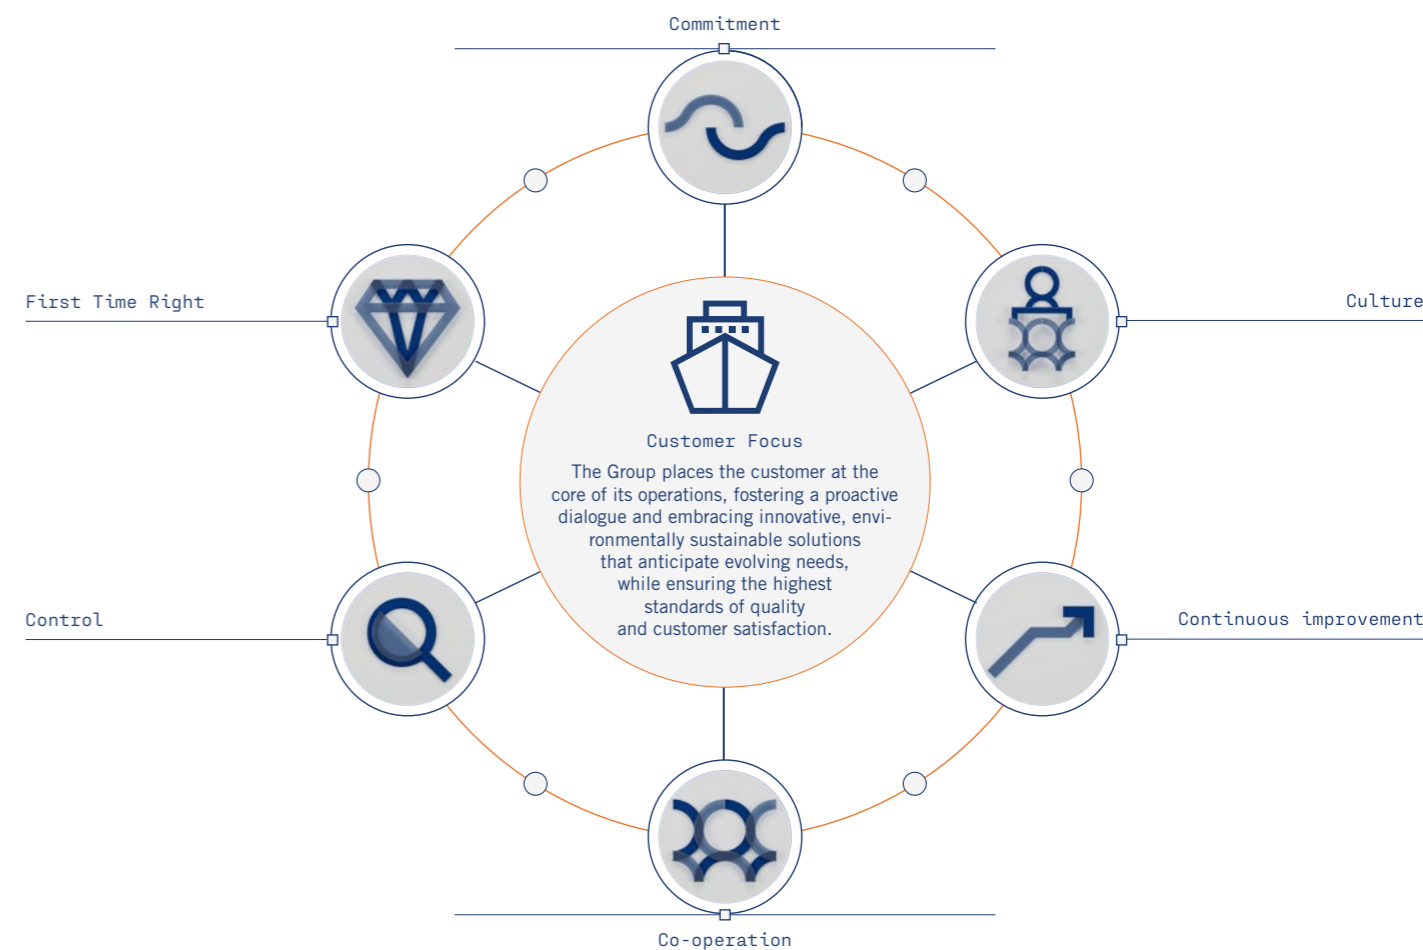 Commitment
First Time Right
Culture
Customer Focus
The Group places the customer at the
core of its operations, fostering a proactive
dialogue and embracing innovative, envi-
ronmentally sustainable solutions
that anticipate evolving needs,
while ensuring the highest
standards of quality
and customer satisfaction.
Control
Continuous improvement
Co-operation